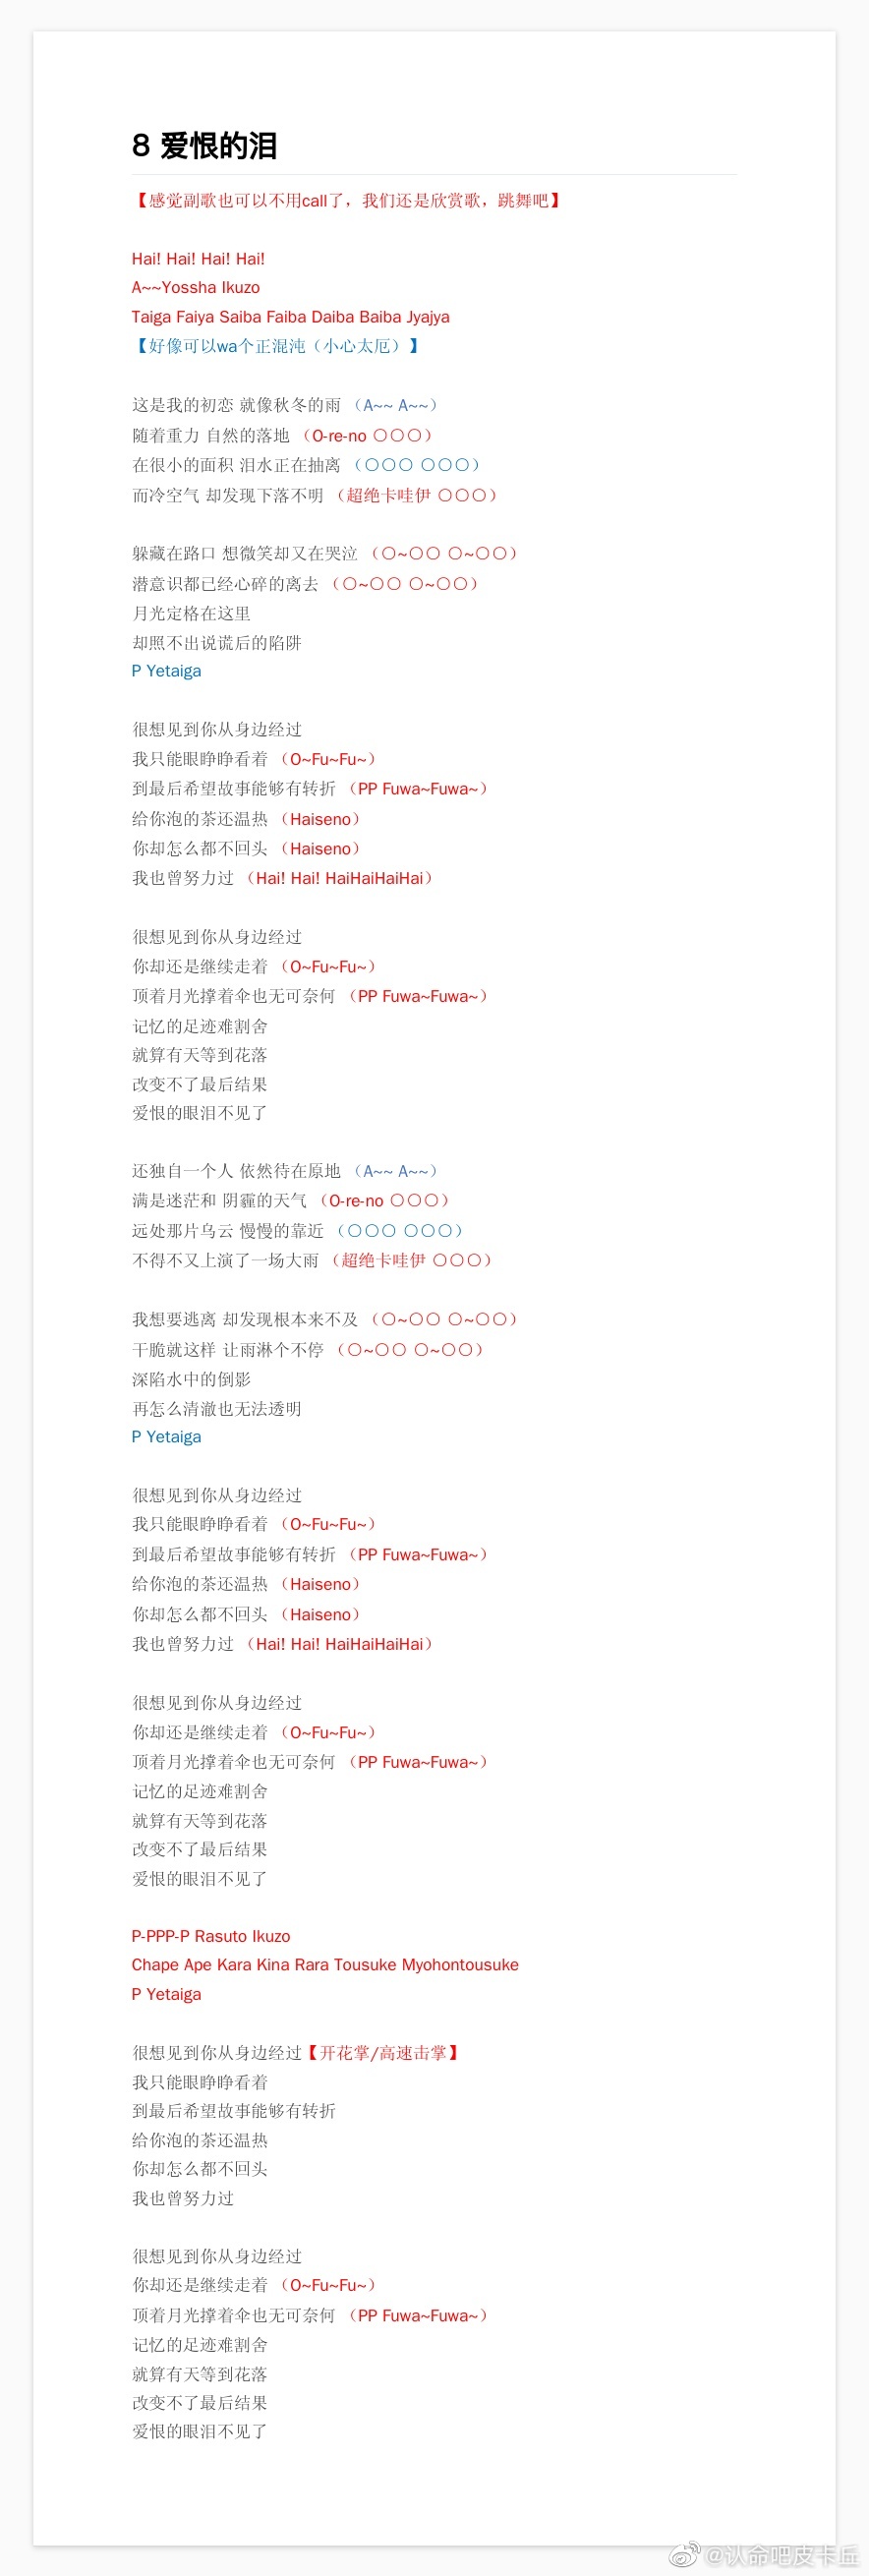 8 爱恨的泪
【感觉副歌也可以不用call了，我们还是欣赏歌，跳舞吧】
Hai! Hai! Hai! Hai!
A~~Yossha Ikuzo
Taiga Faiya Saiba Faiba Daiba Baiba Jyajya
【好像可以wa个正混沌（小心太厄）】
这是我的初恋 就像秋冬的雨 （A~~ A~~）
随着重力 自然的落地 （O-re-no 〇〇〇）
在很小的面积 泪水正在抽离 （〇〇〇 〇〇〇）
而冷空气 却发现下落不明 （超绝卡哇伊 〇〇〇）
躲藏在路口 想微笑却又在哭泣 （〇~〇〇 〇~〇〇）
潜意识都已经心碎的离去 （〇~〇〇 〇~〇〇）
月光定格在这里
却照不出说谎后的陷阱
P Yetaiga
很想见到你从身边经过
我只能眼睁睁看着 （O~Fu~Fu~）
到最后希望故事能够有转折 （PP Fuwa~Fuwa~）
给你泡的茶还温热 （Haiseno）
你却怎么都不回头 （Haiseno）
我也曾努力过 （Hai! Hai! HaiHaiHaiHai）
很想见到你从身边经过
你却还是继续走着 （O~Fu~Fu~）
顶着月光撑着伞也无可奈何 （PP Fuwa~Fuwa~）
记忆的足迹难割舍
就算有天等到花落
改变不了最后结果
爱恨的眼泪不见了
还独自一个人 依然待在原地 （A~~ A~~）
满是迷茫和 阴霾的天气 （O-re-no 〇〇〇）
远处那片乌云 慢慢的靠近 （〇〇〇 〇〇〇）
不得不又上演了一场大雨 （超绝卡哇伊 〇〇〇）
我想要逃离 却发现根本来不及 （〇~〇〇 〇~〇〇）
干脆就这样 让雨淋个不停 （〇~〇〇 〇~〇〇）
深陷水中的倒影
再怎么清澈也无法透明
P Yetaiga
很想见到你从身边经过
我只能眼睁睁看着 （O~Fu~Fu~）
到最后希望故事能够有转折 （PP Fuwa~Fuwa~）
给你泡的茶还温热 （Haiseno）
你却怎么都不回头 （Haiseno）
我也曾努力过 （Hai! Hai! HaiHaiHaiHai）
很想见到你从身边经过
你却还是继续走着 （O~Fu~Fu~）
顶着月光撑着伞也无可奈何 （PP Fuwa~Fuwa~）
记忆的足迹难割舍
就算有天等到花落
改变不了最后结果
爱恨的眼泪不见了
P-PPP-P Rasuto Ikuzo
Chape Ape Kara Kina Rara Tousuke Myohontousuke
P Yetaiga
很想见到你从身边经过【开花掌/高速击掌】
我只能眼睁睁看着
到最后希望故事能够有转折
给你泡的茶还温热
你却怎么都不回头
我也曾努力过
很想见到你从身边经过
你却还是继续走着 （O~Fu~Fu~）
顶着月光撑着伞也无可奈何 （PP Fuwa~Fuwa~）
记忆的足迹难割舍
就算有天等到花落
改变不了最后结果
爱恨的眼泪不见了
@认命吧皮卡丘